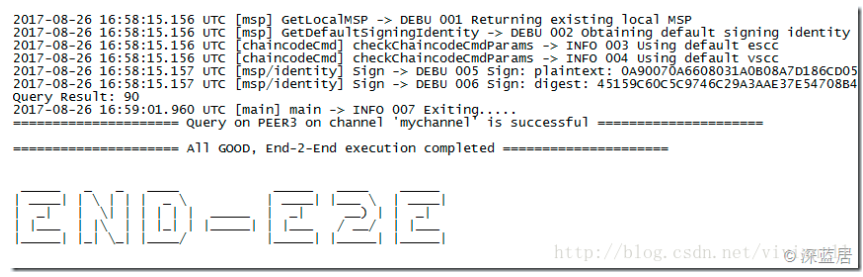 2017-08-26 16:58:15.156 UTC [msp] GetLocalMSP -> DEBU 001 Returning existing local MSP
2017-08-26 16:58:15.156 UTC [msp] GetDefaultSigningIdentity -> DEBU 002 Obtaining default signing identity
2017-08-26 16:58:15.156 UTC [chaincodeCmd] checkChaincodeCmdParams -> INFO 003 Using default escc
2017-08-26 16:58:15.156 UTC [chaincodeCmd] checkChaincodeCmdParams -> INFO 004 Using default vscc
2017-08-26 16:58:15.157 UTC [msp/identity] Sign -> DEBU 005 Sign: plaintext: 0A90070A6608031A0B08A7D186CD05
2017-08-26 16:58:15.157 UTC [msp/identity] Sign -> DEBU 006 Sign: digest: 45159C60C5C9746C29A3AAE37E54708B4
Query Result: 90
2017-08-26 16:59:01.960 UTC [main] main -> INFO 007 Exiting.....
===================== Query on PEER3 on channel 'mychannel' is successful =====================
===================== All GOOD, End-2-End execution completed =====================
END-E2E
© 深蓝居